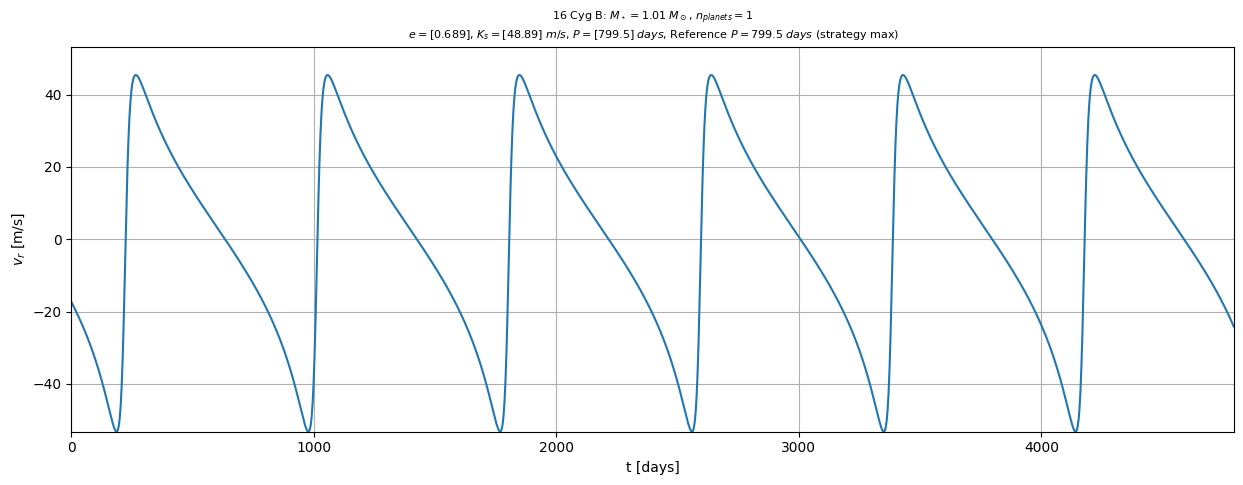 16 Cyg B: $M_\star = 1.01\ M_\odot$, $n_{planets} = 1$
$e = [0.689]$, $K_s = [48.89]\ m/s$, $P = [799.5]\ days$, Reference $P = 799.5\ days$ (strategy max)
40
20
0
−20
−40
$v_r$ [m/s]
0 1000 2000 3000 4000
t [days]